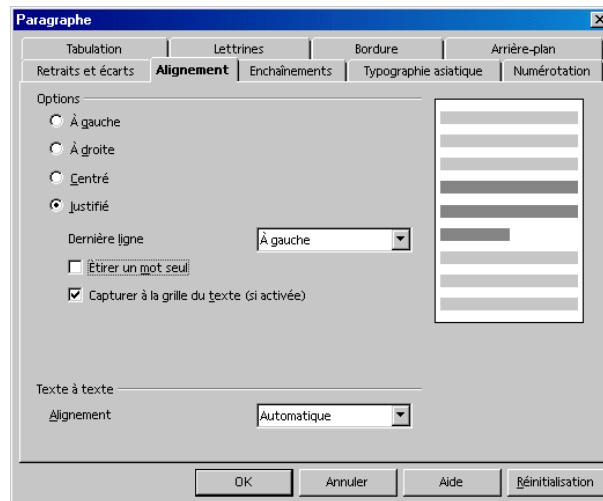 Paragraphe
Tabulation Lettrines Bordure Arrière-plan
Retraits et écarts Alignement Enchaînements Typographie asiatique Numérotation
Options
À gauche
À droite
Centré
Justifié
Dernière ligne À gauche
Étirer un mot seul
Capturer à la grille du texte (si activée)
Texte à texte
Alignement Automatique
OK Annuler Aide Réinitialisation